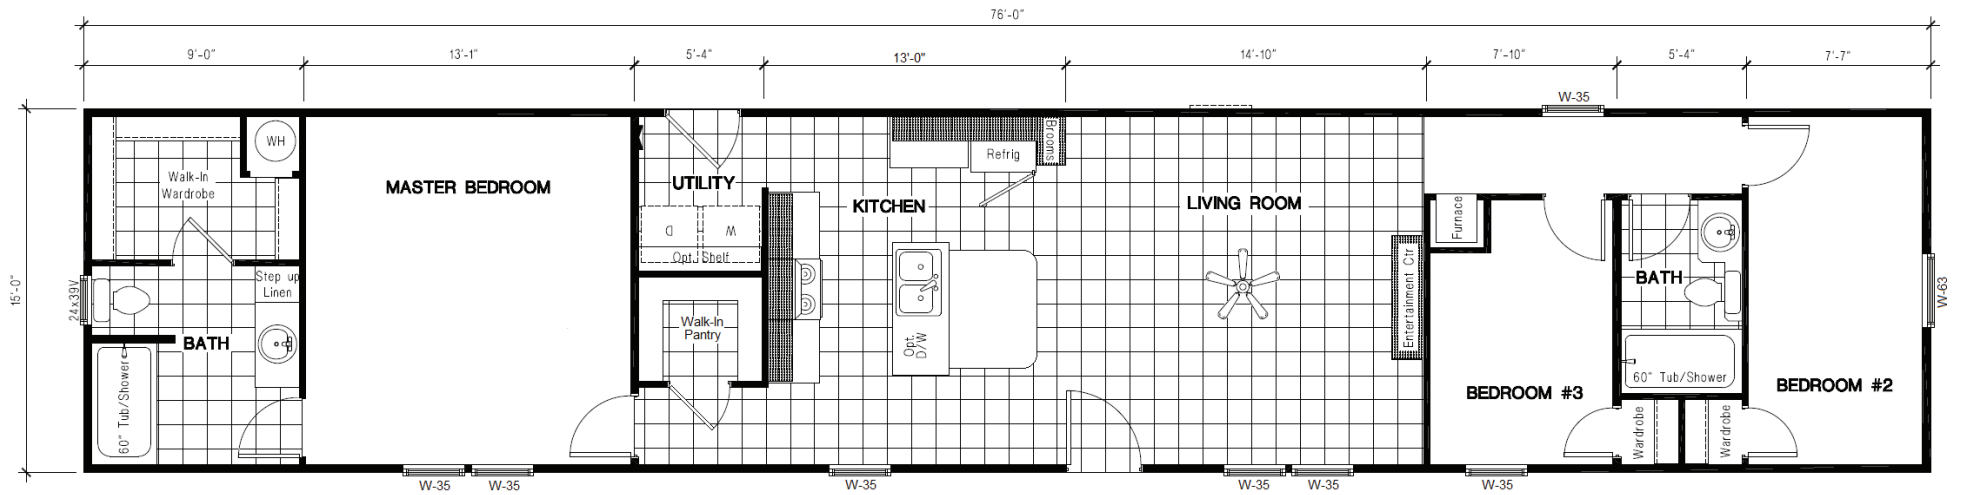 76'-0"
9'-0"
13'-1"
5'-4"
13'-0"
14'-10"
7'-10"
5'-4"
7'-7"
W-35
15'-0"
WH
Walk-In
Wardrobe
MASTER BEDROOM
UTILITY
D
W
Opt. Shelf
KITCHEN
Refrig
Brooms
LIVING ROOM
Furnace
Entertainment Ctr
BATH
W-63
24x39V
Step up
Linen
BATH
60" Tub/Shower
Walk-In
Pantry
Opt.
D/W
BEDROOM #3
60" Tub/Shower
BEDROOM #2
Wardrobe
Wardrobe
W-35
W-35
W-35
W-35
W-35
W-35